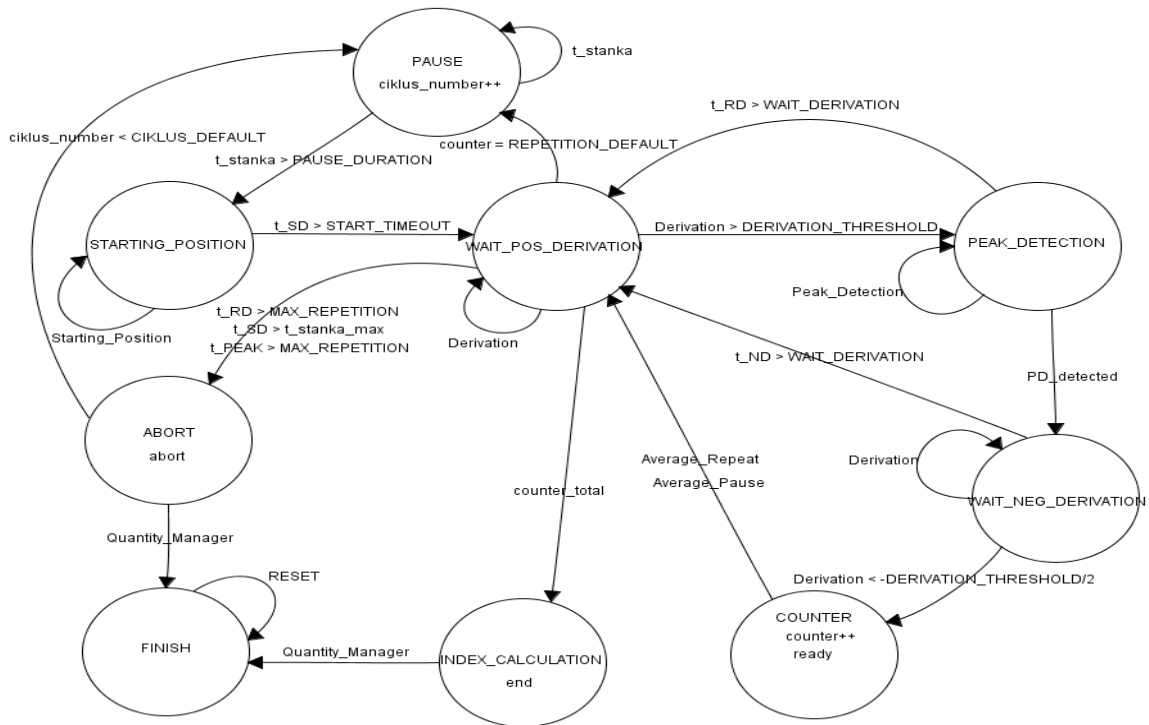 PAUSE
ciklus_number++
t_stanka
t_RD > WAIT_DERIVATION
ciklus_number < CIKLUS_DEFAULT
counter = REPETITION_DEFAULT
t_stanka > PAUSE_DURATION
STARTING_POSITION
t_SD > START_TIMEOUT
WAIT_POS_DERIVATION
Derivation > DERIVATION_THRESHOLD
PEAK_DETECTION
Peak_Detection
Starting_Position
t_RD > MAX_REPETITION
t_SD > t_stanka_max
t_PEAK > MAX_REPETITION
Derivation
t_ND > WAIT_DERIVATION
PD_detected
ABORT
abort
Average_Repeat
Average_Pause
Derivation
counter_total
WAIT_NEG_DERIVATION
Quantity_Manager
RESET
Derivation < -DERIVATION_THRESHOLD/2
COUNTER
counter++
ready
FINISH
Quantity_Manager
INDEX_CALCULATION
end